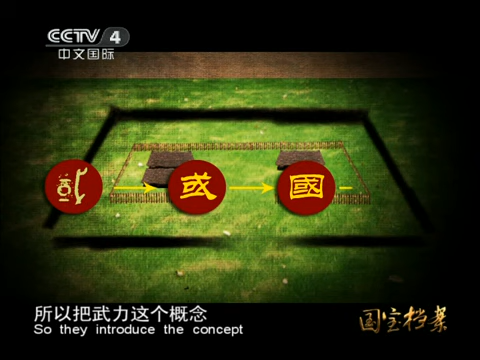 CCTV 4
中文国际
或
國
所以把武力这个概念
So they introduce the concept
国宝档案